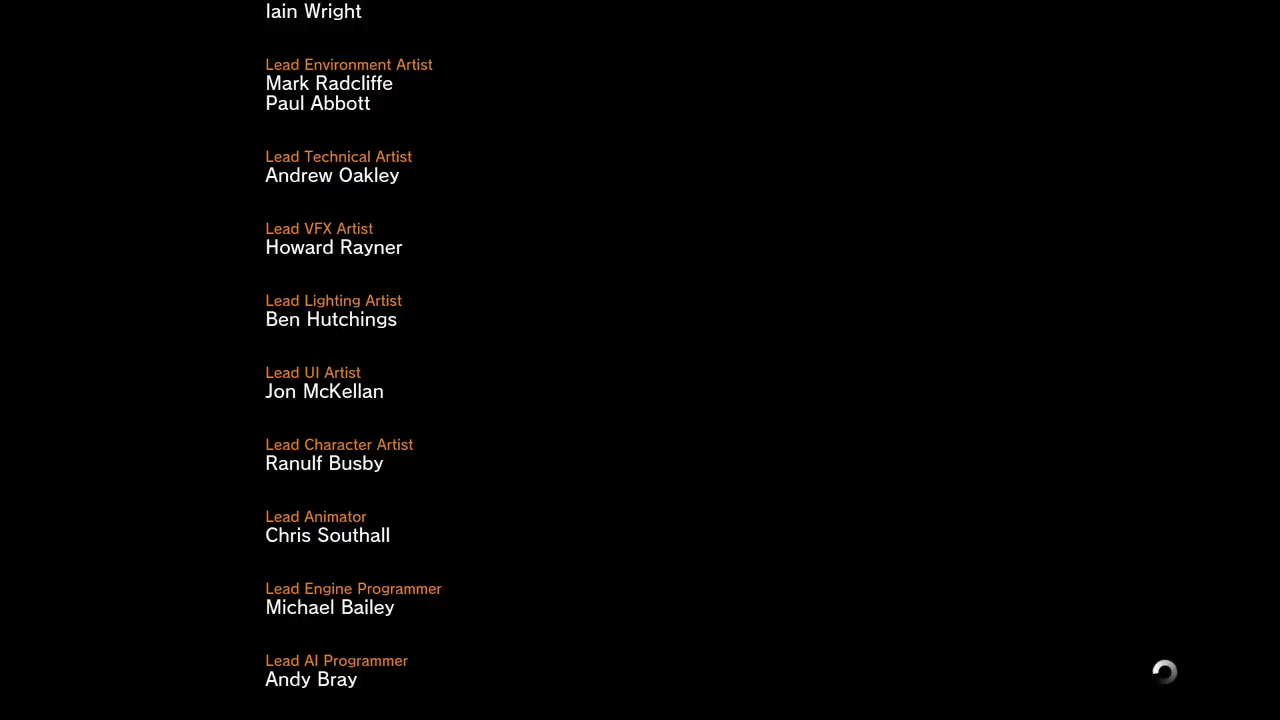 Iain Wright
Lead Environment Artist
Mark Radcliffe
Paul Abbott
Lead Technical Artist
Andrew Oakley
Lead VFX Artist
Howard Rayner
Lead Lighting Artist
Ben Hutchings
Lead UI Artist
Jon McKellan
Lead Character Artist
Ranulf Busby
Lead Animator
Chris Southall
Lead Engine Programmer
Michael Bailey
Lead AI Programmer
Andy Bray